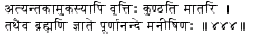 अत्यन्तकामुकस्यापि वृत्तिः कुण्ठति मातरि ।
तथैव ब्रह्मणि ज्ञाते पूर्णानन्दे मनीषिणः ॥ ४४४॥